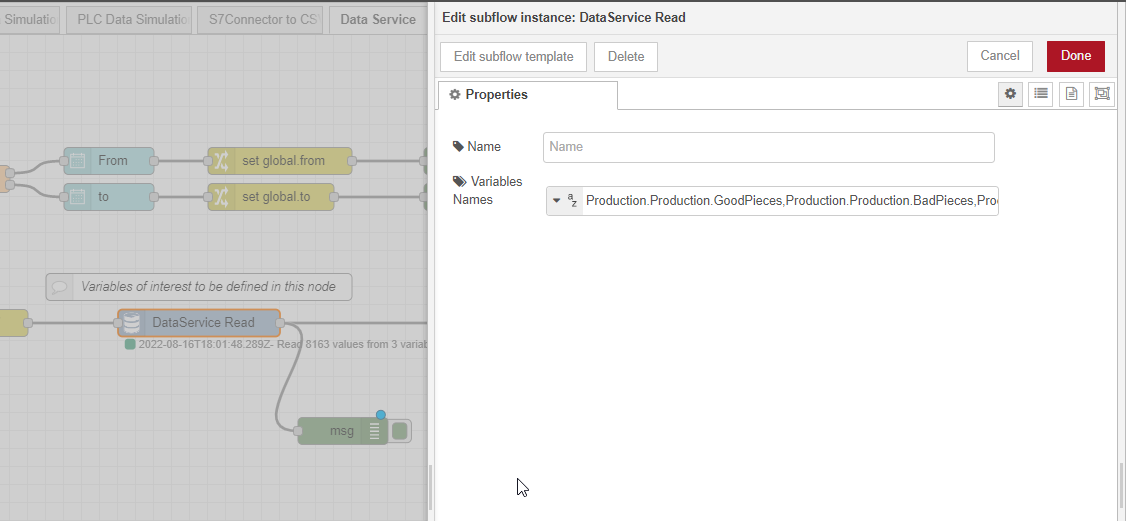 Simulatio
PLC Data Simulatio
S7Connector to CS
Data Service
Edit subflow instance: DataService Read
Edit subflow template
Delete
Cancel
Done
Properties
Name
Name
Variables
Names
a
z
Production.Production.GoodPieces,Production.Production.BadPieces,Pro
From
set global.from
to
set global.to
Variables of interest to be defined in this node
DataService Read
2022-08-16T18:01:48.289Z- Read 8163 values from 3 variab
msg